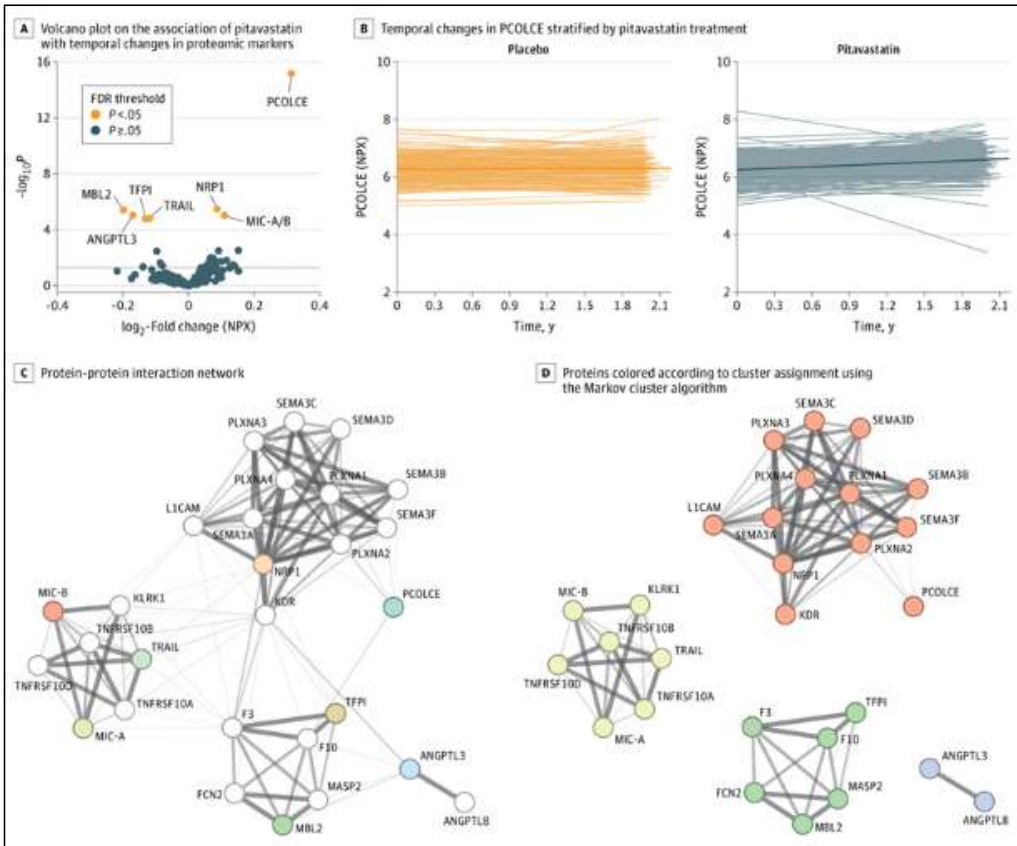 A Volcano plot on the association of pitavastatin
with temporal changes in proteomic markers
16
12
8
4
0
-log10P
FDR threshold
P<.05
P≥.05
PCOLCE
MBL2
TFPI
TRAIL
ANGPTL3
NRP1
MIC-A/B
-0.4 -0.2 0 0.2 0.4
log2-Fold change (NPX)
B Temporal changes in PCOLCE stratified by pitavastatin treatment
Placebo
10
8
6
4
2
0
PCOLCE (NPX)
0 0.3 0.6 0.9 1.2 1.5 1.8 2.1
Time, y
Pitavastatin
10
8
6
4
2
0
PCOLCE (NPX)
0 0.3 0.6 0.9 1.2 1.5 1.8 2.1
Time, y
C Protein-protein interaction network
SEMA3C
PLXNA3
SEMA3D
PLXNA4
PLXNA1
SEMA3B
L1CAM
SEMA3A
SEMA3F
PLXNA2
NRP1
MIC-B
KLRK1
KDR
PCOLCE
TNFRSF10B
TRAIL
TNFRSF10D
TNFRSF10A
MIC-A
F3
TFPI
F10
ANGPTL3
FCN2
MASP2
MBL2
ANGPTL8
D Proteins colored according to cluster assignment using
the Markov cluster algorithm
SEMA3C
PLXNA3
SEMA3D
PLXNA4
PLXNA1
SEMA3B
L1CAM
SEMA3A
SEMA3F
PLXNA2
NRP1
MIC-B
KLRK1
PCOLCE
KDR
TNFRSF10B
TRAIL
TNFRSF10D
TNFRSF10A
MIC-A
F3
TFPI
F10
ANGPTL3
FCN2
MASP2
MBL2
ANGPTL8